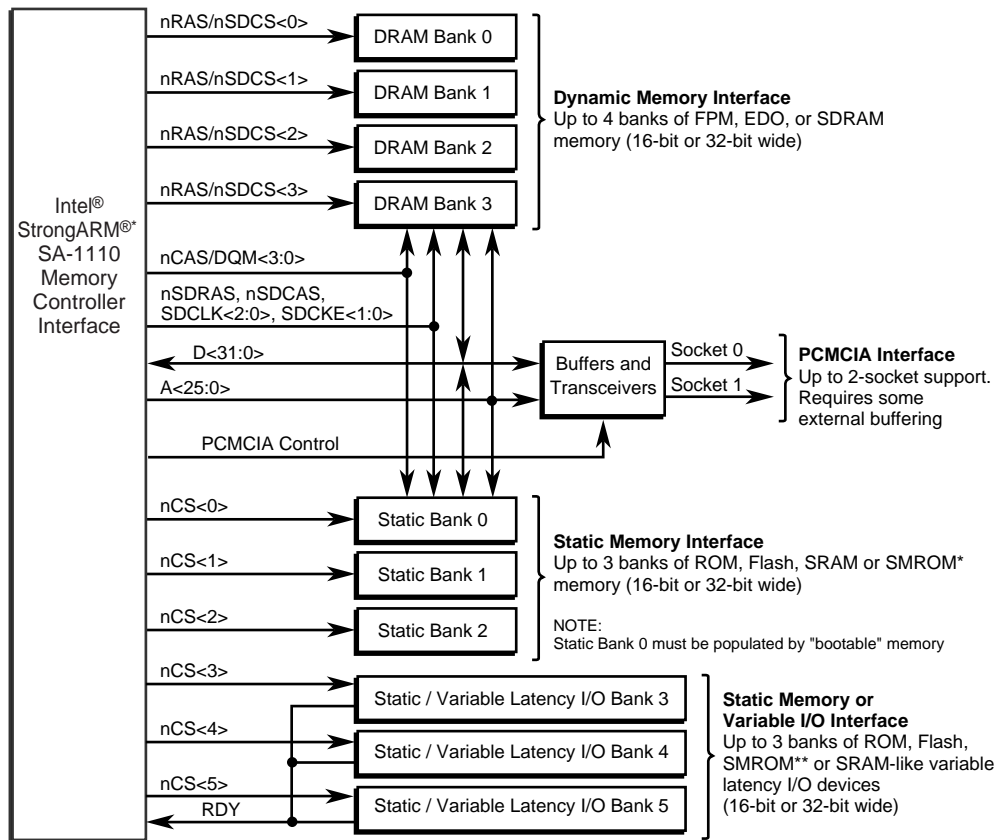 nRAS/nSDCS<0>
DRAM Bank 0
nRAS/nSDCS<1>
DRAM Bank 1
nRAS/nSDCS<2>
DRAM Bank 2
nRAS/nSDCS<3>
DRAM Bank 3
Dynamic Memory Interface
Up to 4 banks of FPM, EDO, or SDRAM
memory (16-bit or 32-bit wide)
Intel®
StrongARM®*
SA-1110
Memory
Controller
Interface
nCAS/DQM<3:0>
nSDRAS, nSDCAS,
SDCLK<2:0>, SDCKE<1:0>
D<31:0>
A<25:0>
Buffers and
Transceivers
Socket 0
Socket 1
PCMCIA Interface
Up to 2-socket support.
Requires some
external buffering
PCMCIA Control
nCS<0>
Static Bank 0
nCS<1>
Static Bank 1
nCS<2>
Static Bank 2
Static Memory Interface
Up to 3 banks of ROM, Flash, SRAM or SMROM*
memory (16-bit or 32-bit wide)
NOTE:
Static Bank 0 must be populated by "bootable" memory
nCS<3>
Static / Variable Latency I/O Bank 3
nCS<4>
Static / Variable Latency I/O Bank 4
nCS<5>
Static / Variable Latency I/O Bank 5
RDY
Static Memory or
Variable I/O Interface
Up to 3 banks of ROM, Flash,
SMROM** or SRAM-like variable
latency I/O devices
(16-bit or 32-bit wide)